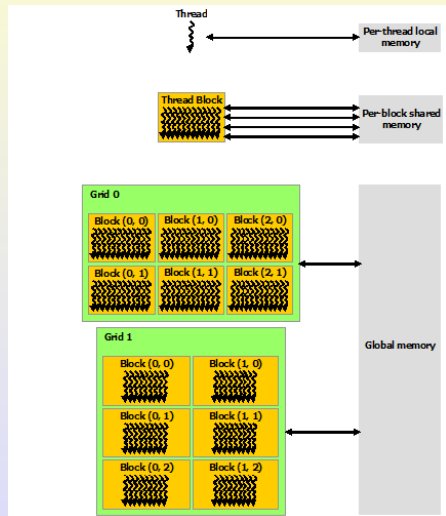 Thread
Per-thread local
memory
Thread Block
Per-block shared
memory
Grid 0
Block (0, 0) Block (1, 0) Block (2, 0)
Block (0, 1) Block (1, 1) Block (2, 1)
Global memory
Grid 1
Block (0, 0) Block (1, 0)
Block (0, 1) Block (1, 1)
Block (0, 2) Block (1, 2)